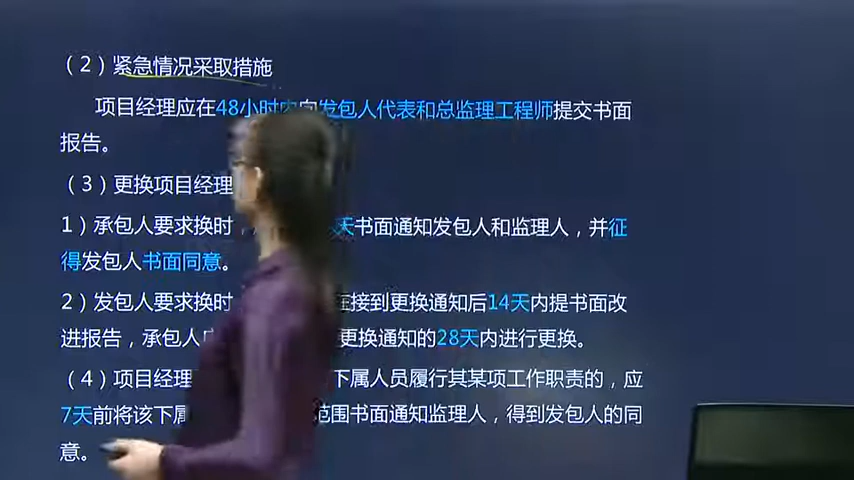 （2）紧急情况采取措施
项目经理应在48小时内向发包人代表和总监理工程师提交书面
报告。
（3）更换项目经理
1）承包人要求换时 天书面通知发包人和监理人，并征
得发包人书面同意。
2）发包人要求换时 接到更换通知后14天内提书面改
进报告，承包人 更换通知的28天内进行更换。
（4）项目经理 下属人员履行其某项工作职责的，应
7天前将该下属 范围书面通知监理人，得到发包人的同
意。